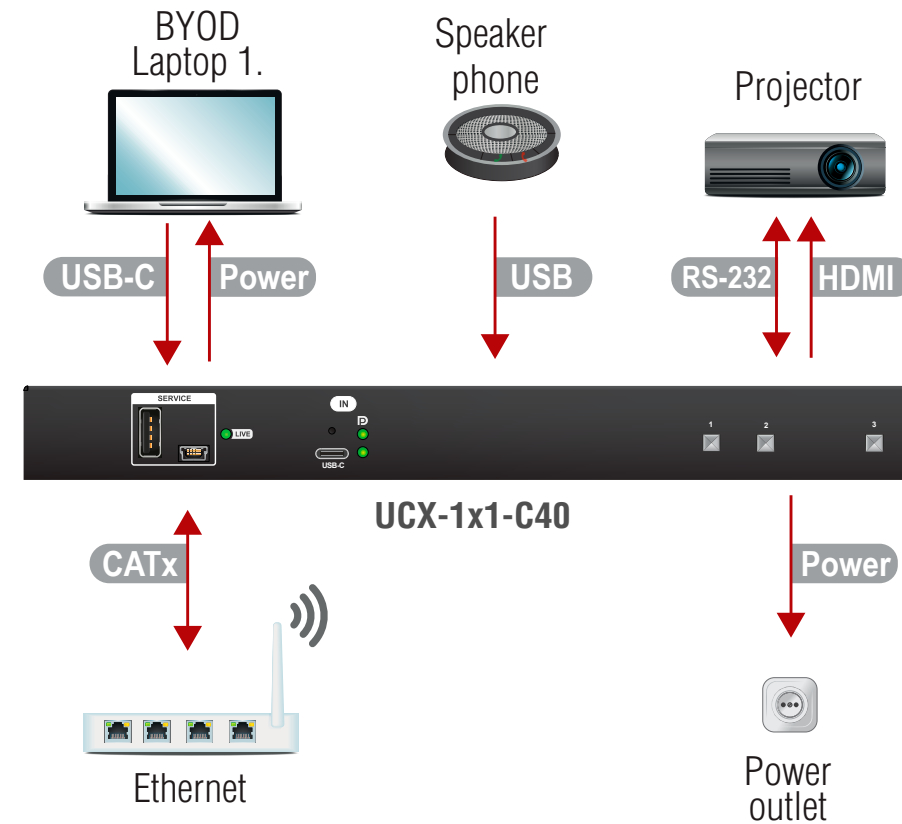 BYOD
Laptop 1.
Speaker
phone
Projector
USB-C
Power
USB
RS-232
HDMI
SERVICE
LIVE
IN
USB-C
1
2
3
UCX-1x1-C40
CATx
Power
Ethernet
Power
outlet